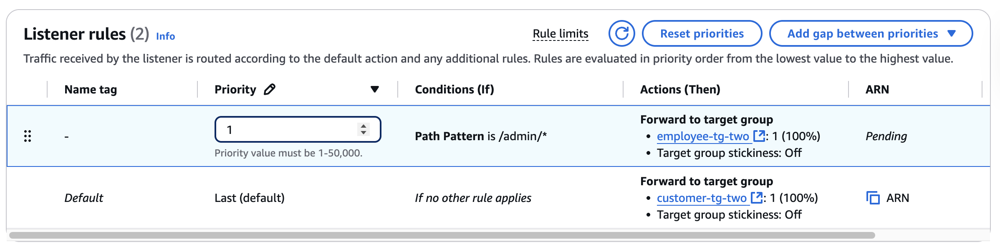 Listener rules (2) Info Rule limits Reset priorities Add gap between priorities
Traffic received by the listener is routed according to the default action and any additional rules. Rules are evaluated in priority order from the lowest value to the highest value.
Name tag Priority Conditions (If) Actions (Then) ARN
- 1 Path Pattern is /admin/* Forward to target group Pending
Priority value must be 1-50,000. • employee-tg-two : 1 (100%)
• Target group stickiness: Off
Default Last (default) If no other rule applies Forward to target group ARN
• customer-tg-two : 1 (100%)
• Target group stickiness: Off